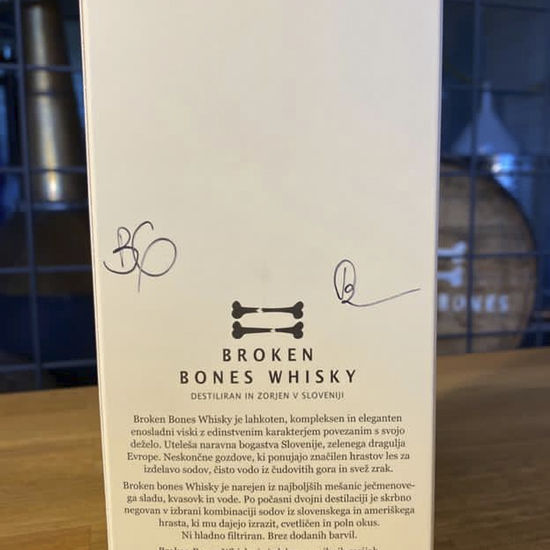 BROKEN
BONES WHISKY
DESTILIRAN IN ZORJEN V SLOVENIJI
Broken Bones Whisky je lahkoten, kompleksen in eleganten
enosladni viski z edinstvenim karakterjem povezanim s svojo
deželo. Uteleša naravna bogastva Slovenije, zelenega dragulja
Evrope. Neskončne gozdove, ki ponujajo značilen hrastov les za
izdelavo sodov, čisto vodo iz čudovitih gora in svež zrak.
Broken bones Whisky je narejen iz najboljših mešanic ječmenove-
ga sladu, kvasovk in vode. Po počasni dvojni destilaciji je skrbno
negovan v izbrani kombinaciji sodov iz slovenskega in ameriškega
hrasta, ki mu dajejo izrazit, cvetličen in poln okus.
Ni hladno filtriran. Brez dodanih barvil.
BONES